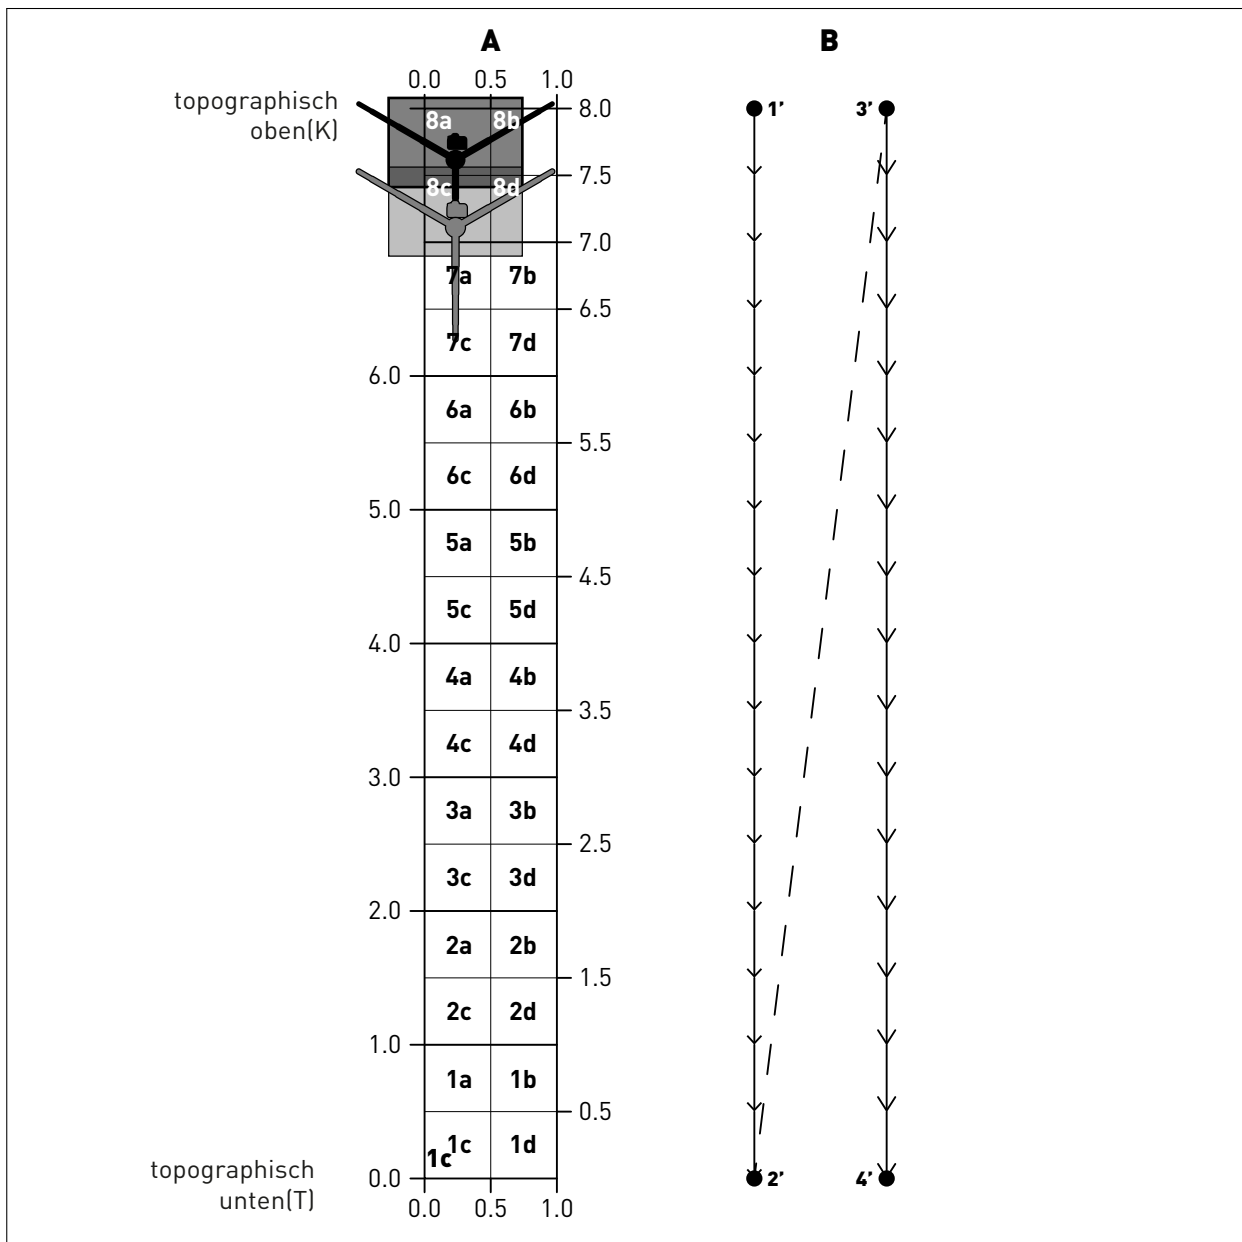 A
B
0.0 0.5 1.0
topographisch
oben(K)
8.0
1’
3’
8a 8b
7.5
8c 8d
7.0
7a 7b
6.5
7c 7d
6.0
6a 6b
5.5
6c 6d
5.0
5a 5b
4.5
5c 5d
4.0
4a 4b
3.5
4c 4d
3.0
3a 3b
2.5
3c 3d
2.0
2a 2b
1.5
2c 2d
1.0
1a 1b
0.5
1c 1d
1c
topographisch
unten(T)
0.0
2’
4’
0.0 0.5 1.0